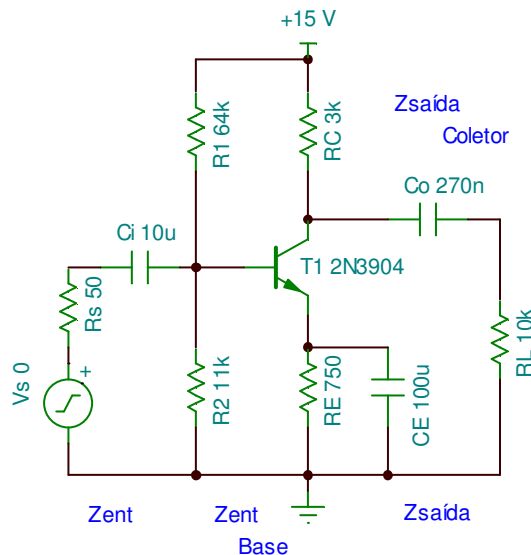 +15 V
R1 64k
RC 3k
Zsaída
Coletor
Co 270n
Ci 10u
T1 2N3904
Rs 50
RL 10k
Vs 0
+
R2 11k
RE 750
CE 100u
Zent
Zent
Base
Zsaída